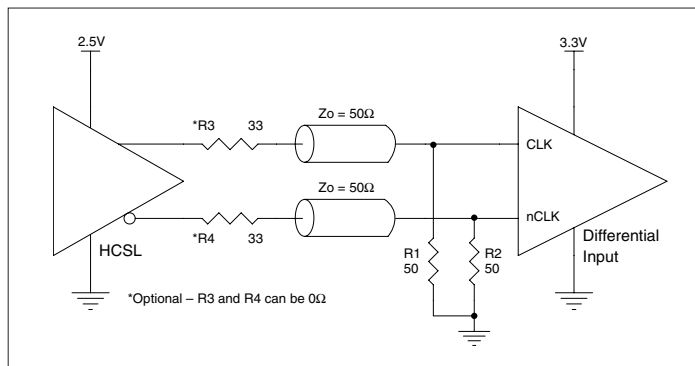 2.5V
3.3V
*R3 33
Zo = 50Ω
CLK
Zo = 50Ω
nCLK
*R4 33
HCSL
R1
50
R2
50
Differential
Input
*Optional – R3 and R4 can be 0Ω